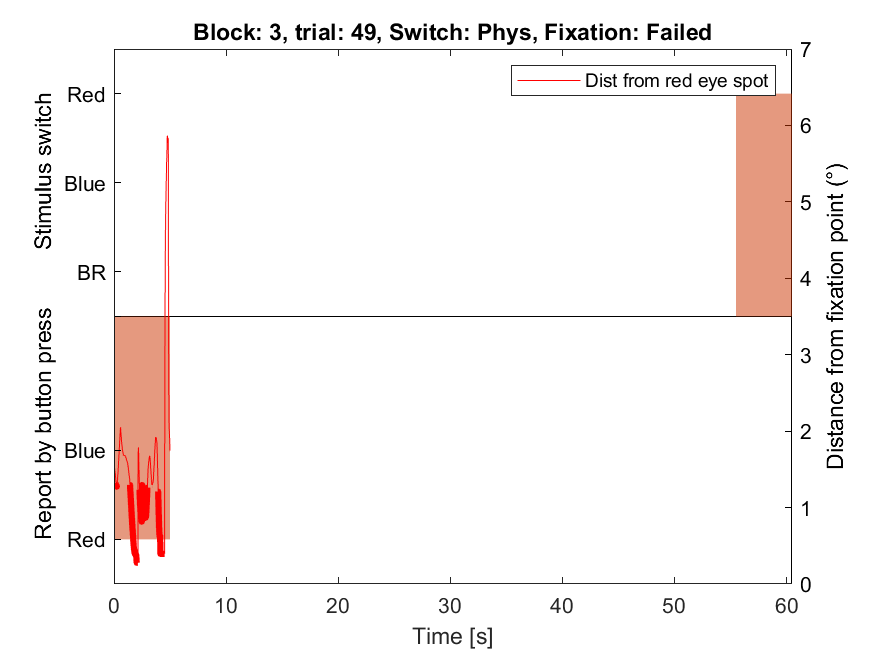 Block: 3, trial: 49, Switch: Phys, Fixation: Failed
Dist from red eye spot
Stimulus switch
Red
Blue
BR
Report by button press
Blue
Red
7
6
5
4
3
2
1
0
Distance from fixation point (°)
0 10 20 30 40 50 60
Time [s]